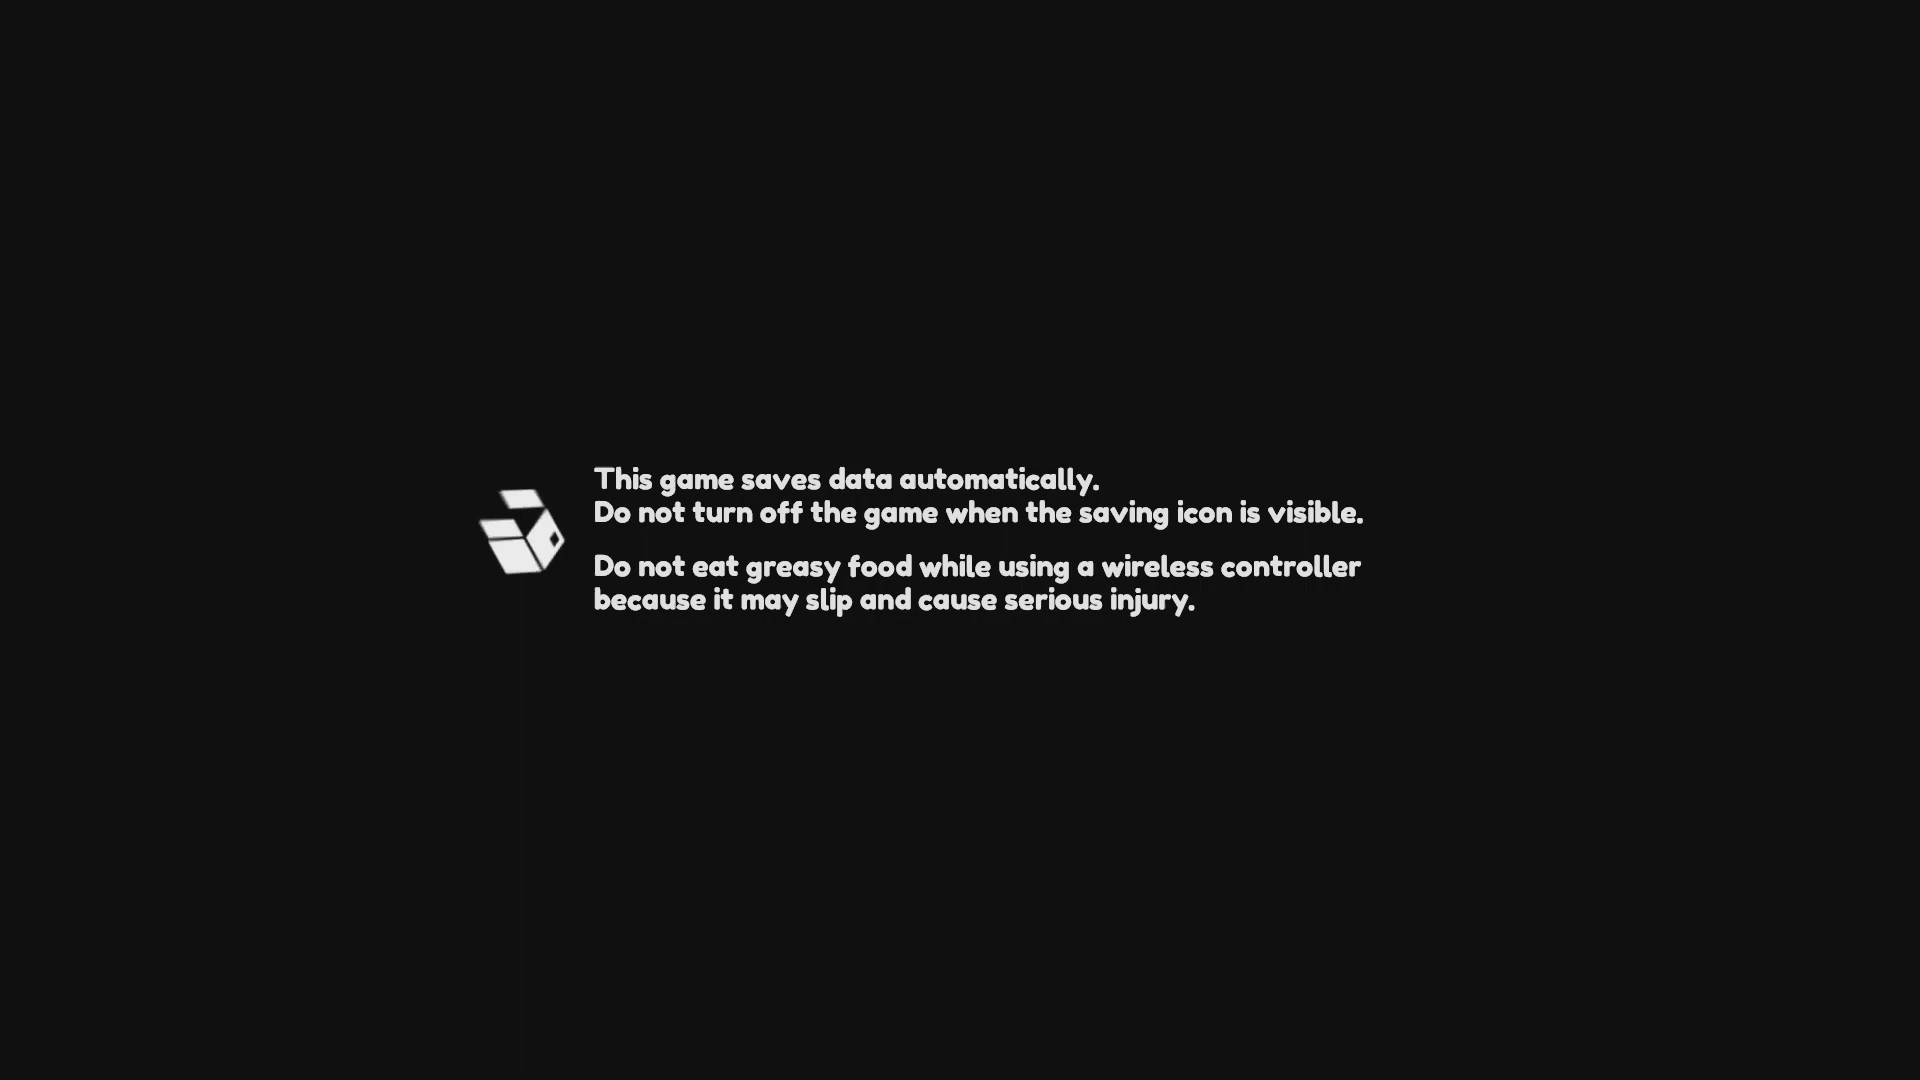 This game saves data automatically.
Do not turn off the game when the saving icon is visible.
Do not eat greasy food while using a wireless controller
because it may slip and cause serious injury.